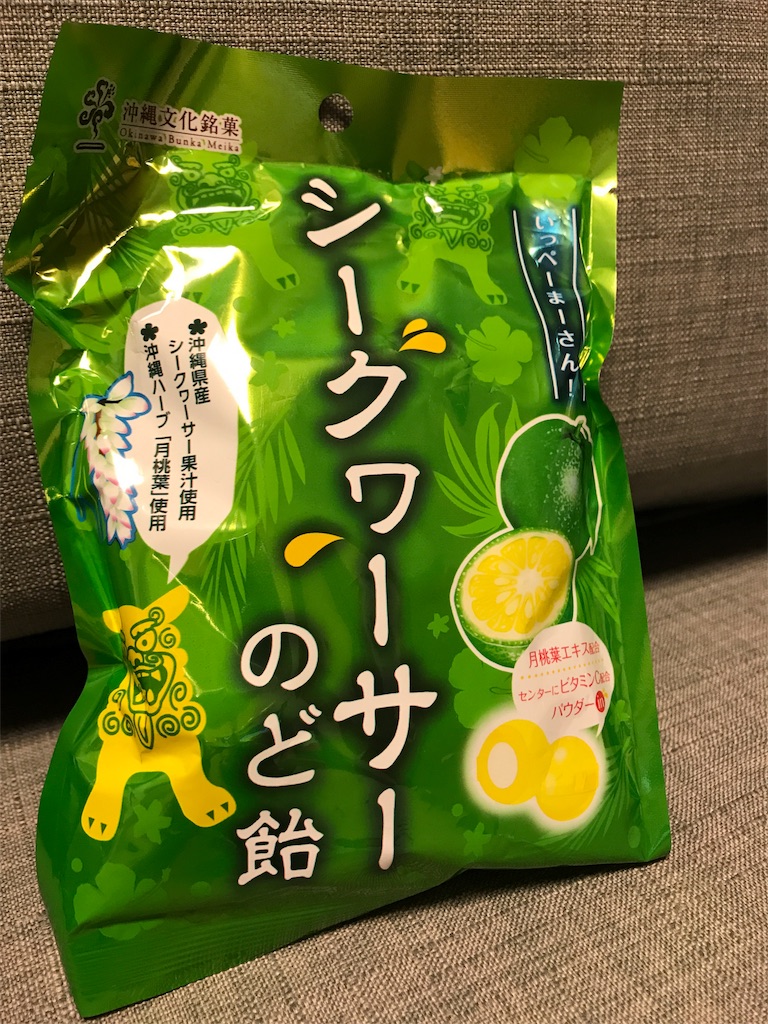 沖縄文化銘菓
Okinawa Bunka Meika
いっぺーまーさん!
シークヮーサー
のど飴
沖縄県産
シークヮーサー果汁使用
沖縄ハーブ「月桃葉」使用
月桃葉エキス配合
センターにビタミンC配合
パウダーin